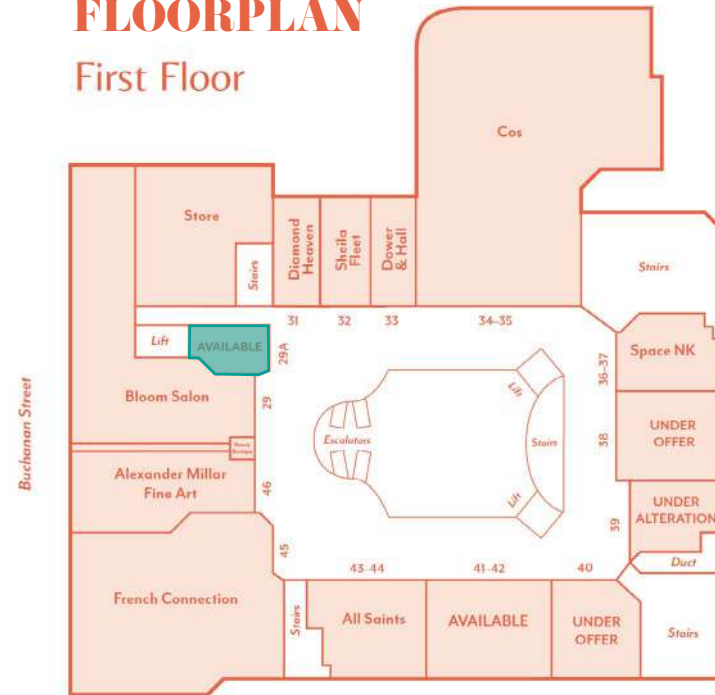 FLOORPLAN
First Floor
Cos
Store
Stairs
Diamond
Heaven
Sheila
Fleet
Dower
& Hall
Stairs
31
32
33
34-35
Lift
AVAILABLE
29A
Space NK
36-37
Lift
Bloom Salon
29
Buchanan Street
Escalators
Stairs
38
UNDER
OFFER
Alexander Millar
Fine Art
46
Lift
39
UNDER
ALTERATION
45
43-44
41-42
40
Duct
French Connection
Stairs
All Saints
AVAILABLE
UNDER
OFFER
Stairs